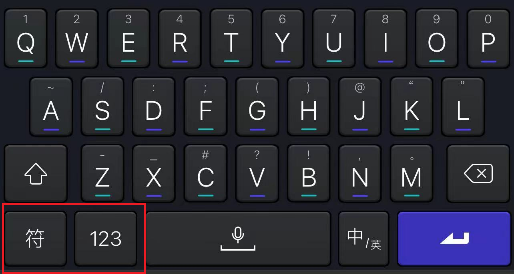 1 2 3 4 5 6 7 8 9 0
Q W E R T Y U I O P
~ / : ; ( ) @ “ "
A S D F G H J K L
- _ # ? ! , 。
Z X C V B N M
符 123 中/英